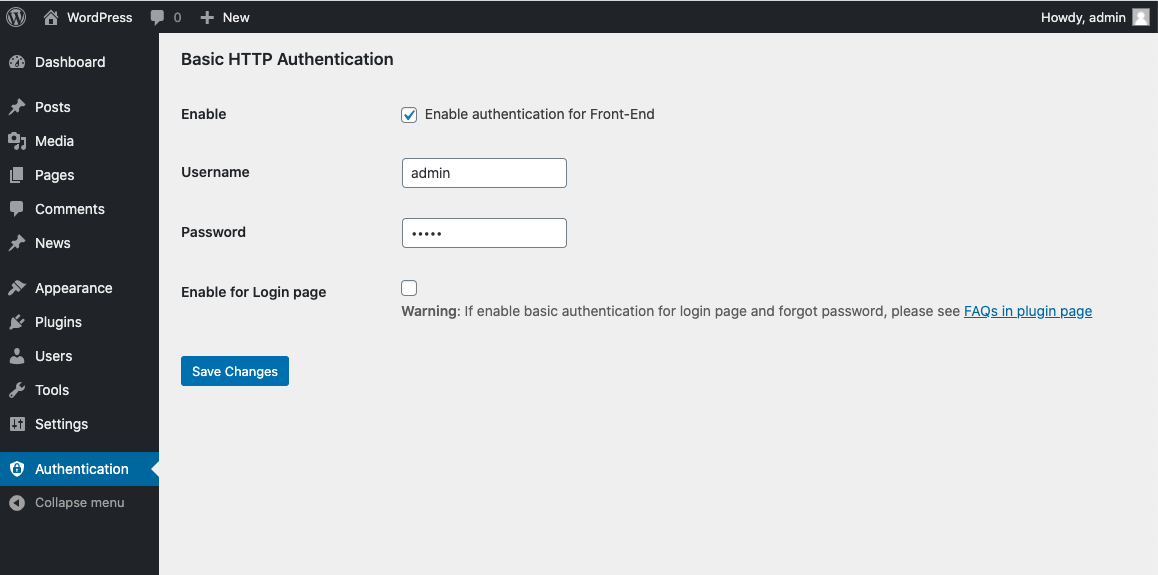 WordPress 0 New Howdy, admin
Dashboard
Posts
Media
Pages
Comments
News
Appearance
Plugins
Users
Tools
Settings
Authentication
Collapse menu
Basic HTTP Authentication
Enable Enable authentication for Front-End
Username admin
Password •••••
Enable for Login page
Warning: If enable basic authentication for login page and forgot password, please see FAQs in plugin page
Save Changes